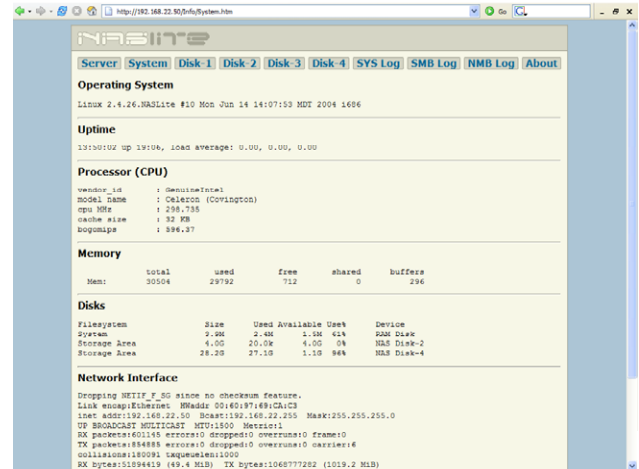 http://192.168.22.50/Info/System.htm Go
NASLite
Server System Disk-1 Disk-2 Disk-3 Disk-4 SYS Log SMB Log NMB Log About
Operating System
Linux 2.4.26.NASLite #10 Mon Jun 14 14:07:53 MDT 2004 i686
Uptime
13:50:02 up 19:06, load average: 0.00, 0.00, 0.00
Processor (CPU)
vendor_id : GenuineIntel
model name : Celeron (Covington)
cpu MHz : 298.735
cache size : 32 KB
bogomips : 596.37
Memory
total used free shared buffers
Mem: 30504 29792 712 0 296
Disks
Filesystem Size Used Available Use% Device
System 3.9M 2.4M 1.5M 61% RAM Disk
Storage Area 4.0G 20.0k 4.0G 0% NAS Disk-2
Storage Area 28.2G 27.1G 1.1G 96% NAS Disk-4
Network Interface
Dropping NETIF_F_SG since no checksum feature.
Link encap:Ethernet HWaddr 00:60:97:69:CA:C3
inet addr:192.168.22.50 Bcast:192.168.22.255 Mask:255.255.255.0
UP BROADCAST MULTICAST MTU:1500 Metric:1
RX packets:601145 errors:0 dropped:0 overruns:0 frame:0
TX packets:854885 errors:0 dropped:0 overruns:0 carrier:6
collisions:180091 txqueuelen:1000
RX bytes:51894419 (49.4 MiB) TX bytes:1068777282 (1019.2 MiB)